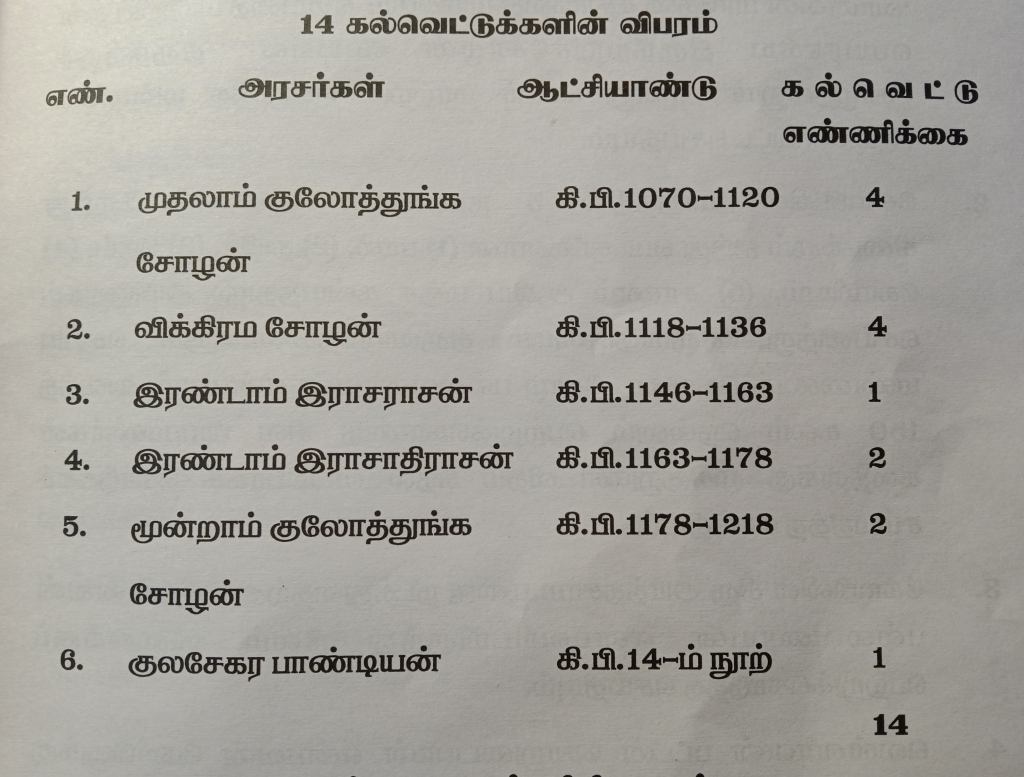 14 கல்வெட்டுக்களின் விபரம்
எண். அரசர்கள் ஆட்சியாண்டு கல்வெட்டு
எண்ணிக்கை
1. முதலாம் குலோத்துங்க கி.பி.1070-1120 4
சோழன்
2. விக்கிரம சோழன் கி.பி.1118-1136 4
3. இரண்டாம் இராசராசன் கி.பி.1146-1163 1
4. இரண்டாம் இராசாதிராசன் கி.பி.1163-1178 2
5. மூன்றாம் குலோத்துங்க கி.பி.1178-1218 2
சோழன்
6. குலசேகர பாண்டியன் கி.பி.14-ம் நூற் 1
14